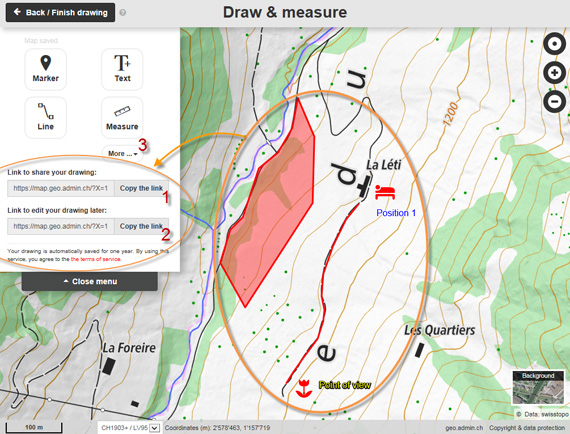 Back / Finish drawing
Draw & measure
Map saved
Marker
Text
Line
Measure
More ...
3
Link to share your drawing:
https://map.geo.admin.ch/?X=1
Copy the link
1
Link to edit your drawing later:
https://map.geo.admin.ch/?X=1
Copy the link
2
Your drawing is automatically saved for one year. By using
this service, you agree to the the terms of service.
Close menu
u
d
e
1200
La Léti
Position 1
Les Quartiers
La Foreire
Point of view
Background
© Data: swisstopo
100 m
CH1903+ / LV95
Coordinates (m): 2'578'463, 1'157'719
geo.admin.ch
Copyright & data protection